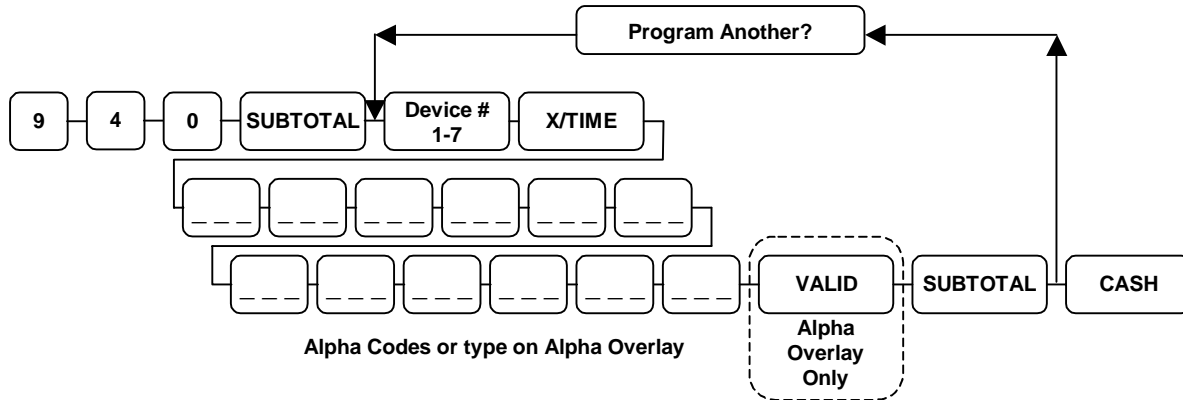 Program Another?
9
4
0
SUBTOTAL
Device #
1-7
X/TIME
_ _ _
_ _ _
_ _ _
_ _ _
_ _ _
_ _ _
_ _ _
_ _ _
_ _ _
_ _ _
_ _ _
_ _ _
VALID
SUBTOTAL
CASH
Alpha Codes or type on Alpha Overlay
Alpha
Overlay
Only